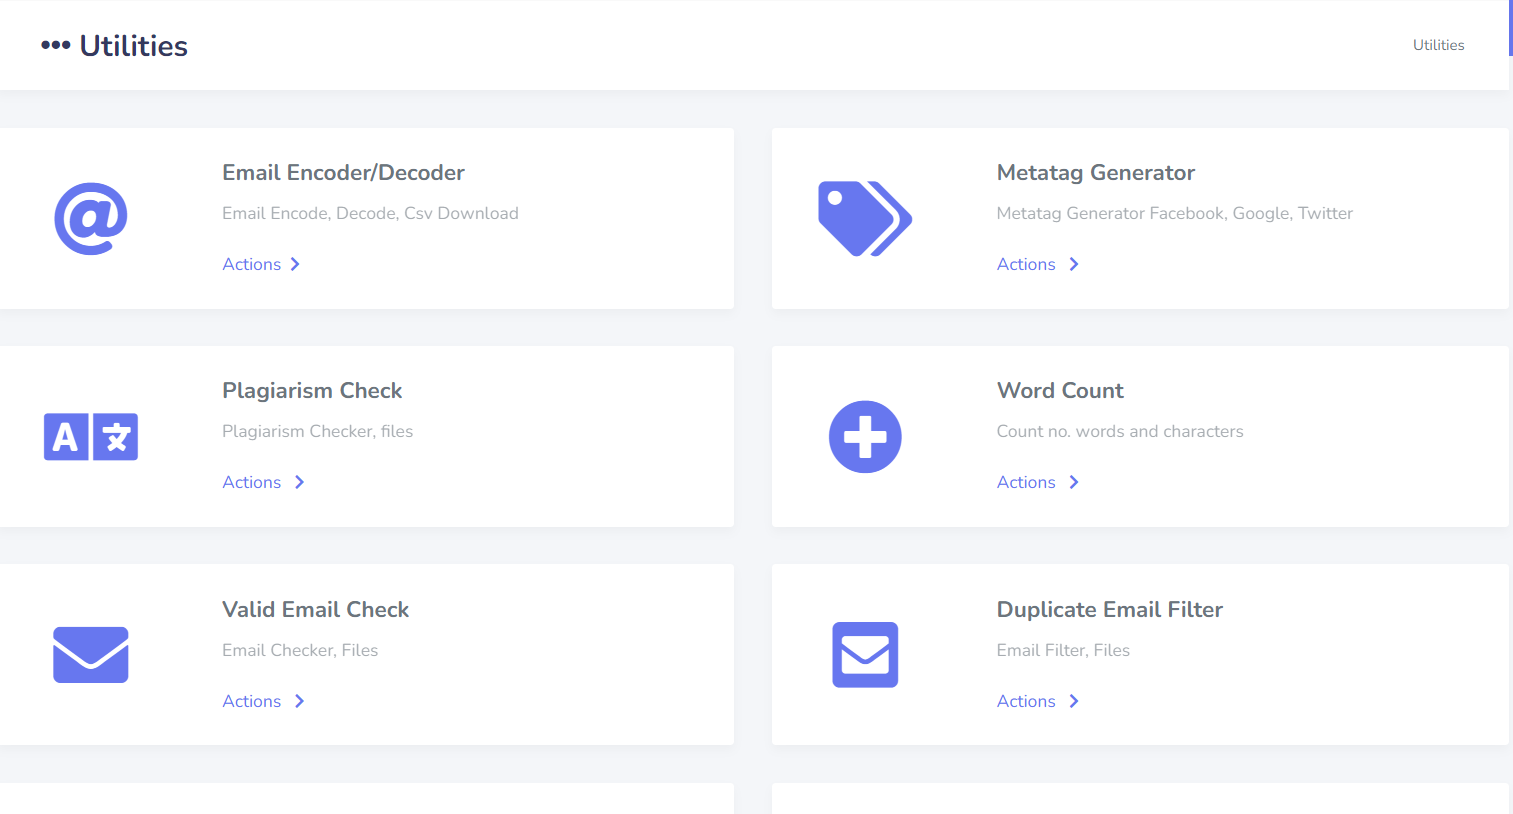 ••• Utilities
Utilities
Email Encoder/Decoder
Email Encode, Decode, Csv Download
Actions
Metatag Generator
Metatag Generator Facebook, Google, Twitter
Actions
A 文
Plagiarism Check
Plagiarism Checker, files
Actions
Word Count
Count no. words and characters
Actions
Valid Email Check
Email Checker, Files
Actions
Duplicate Email Filter
Email Filter, Files
Actions